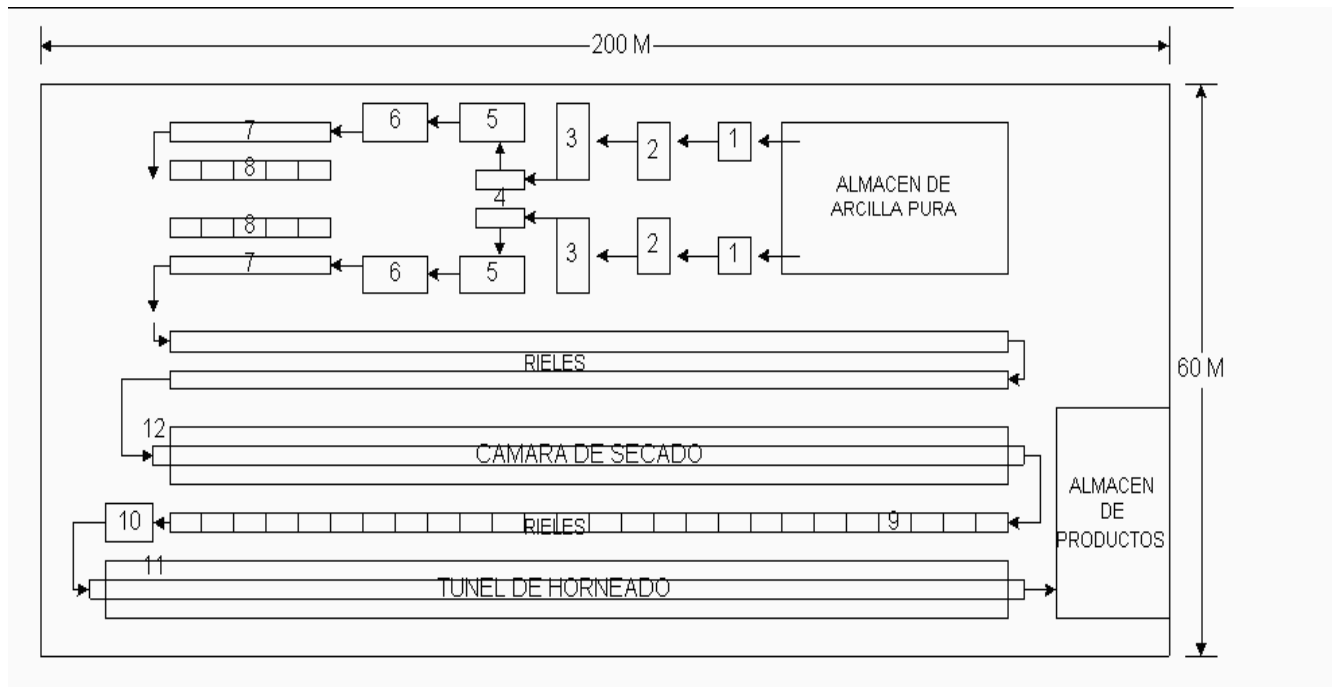 200 M
7
6
5
3
2
1
8
4
ALMACEN DE
ARCILLA PURA
8
7
6
5
3
2
1
RIELES
60 M
12
CAMARA DE SECADO
ALMACEN
DE
PRODUCTOS
10
RIELES
9
11
TUNEL DE HORNEADO